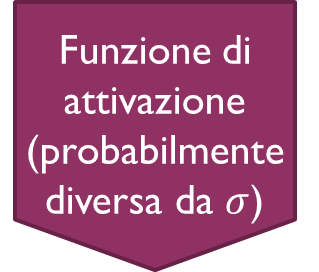 Funzione di
attivazione
(probabilmente
diversa da σ)